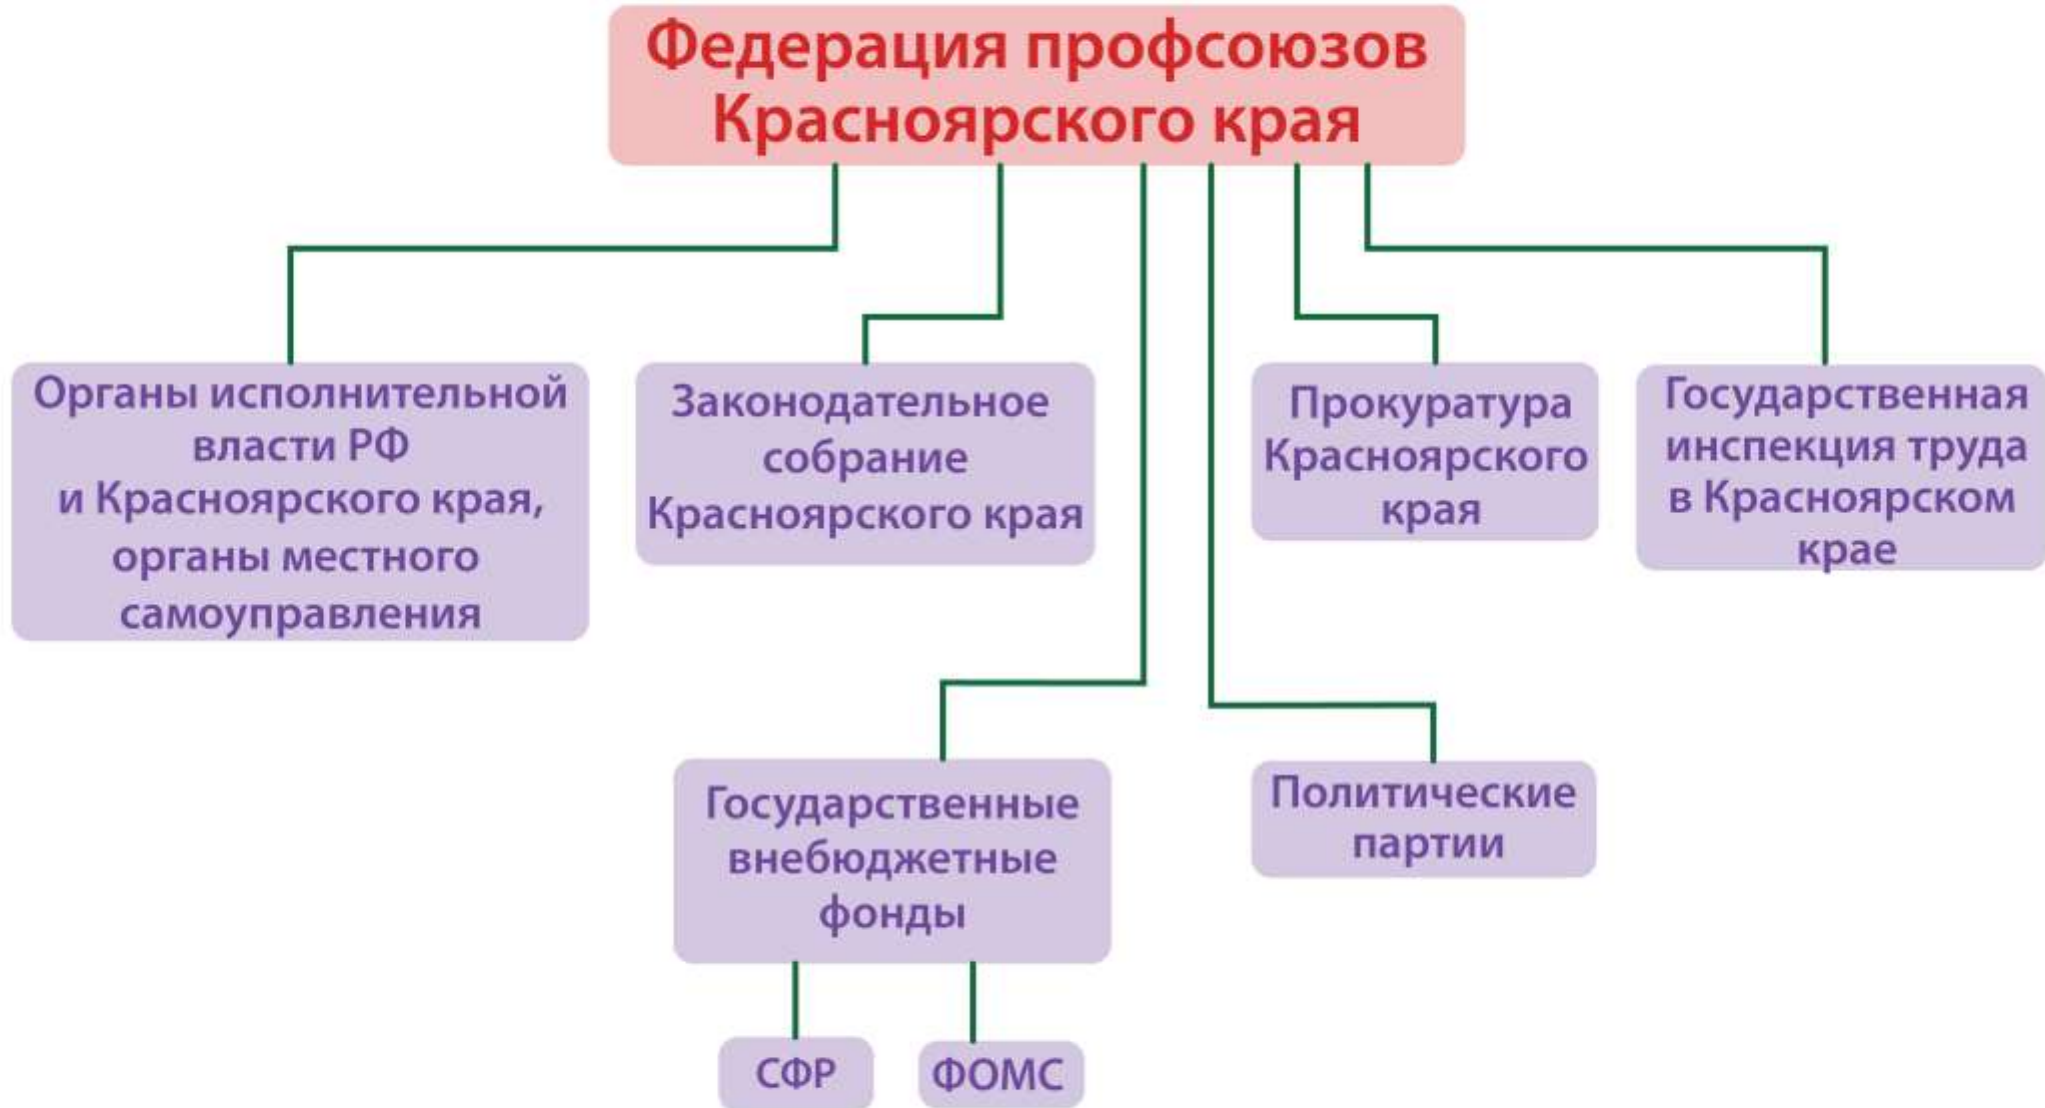 Федерация профсоюзов
Красноярского края
Органы исполнительной
власти РФ
и Красноярского края,
органы местного
самоуправления
Законодательное
собрание
Красноярского края
Прокуратура
Красноярского
края
Государственная
инспекция труда
в Красноярском
крае
Государственные
внебюджетные
фонды
Политические
партии
СФР
ФОМС